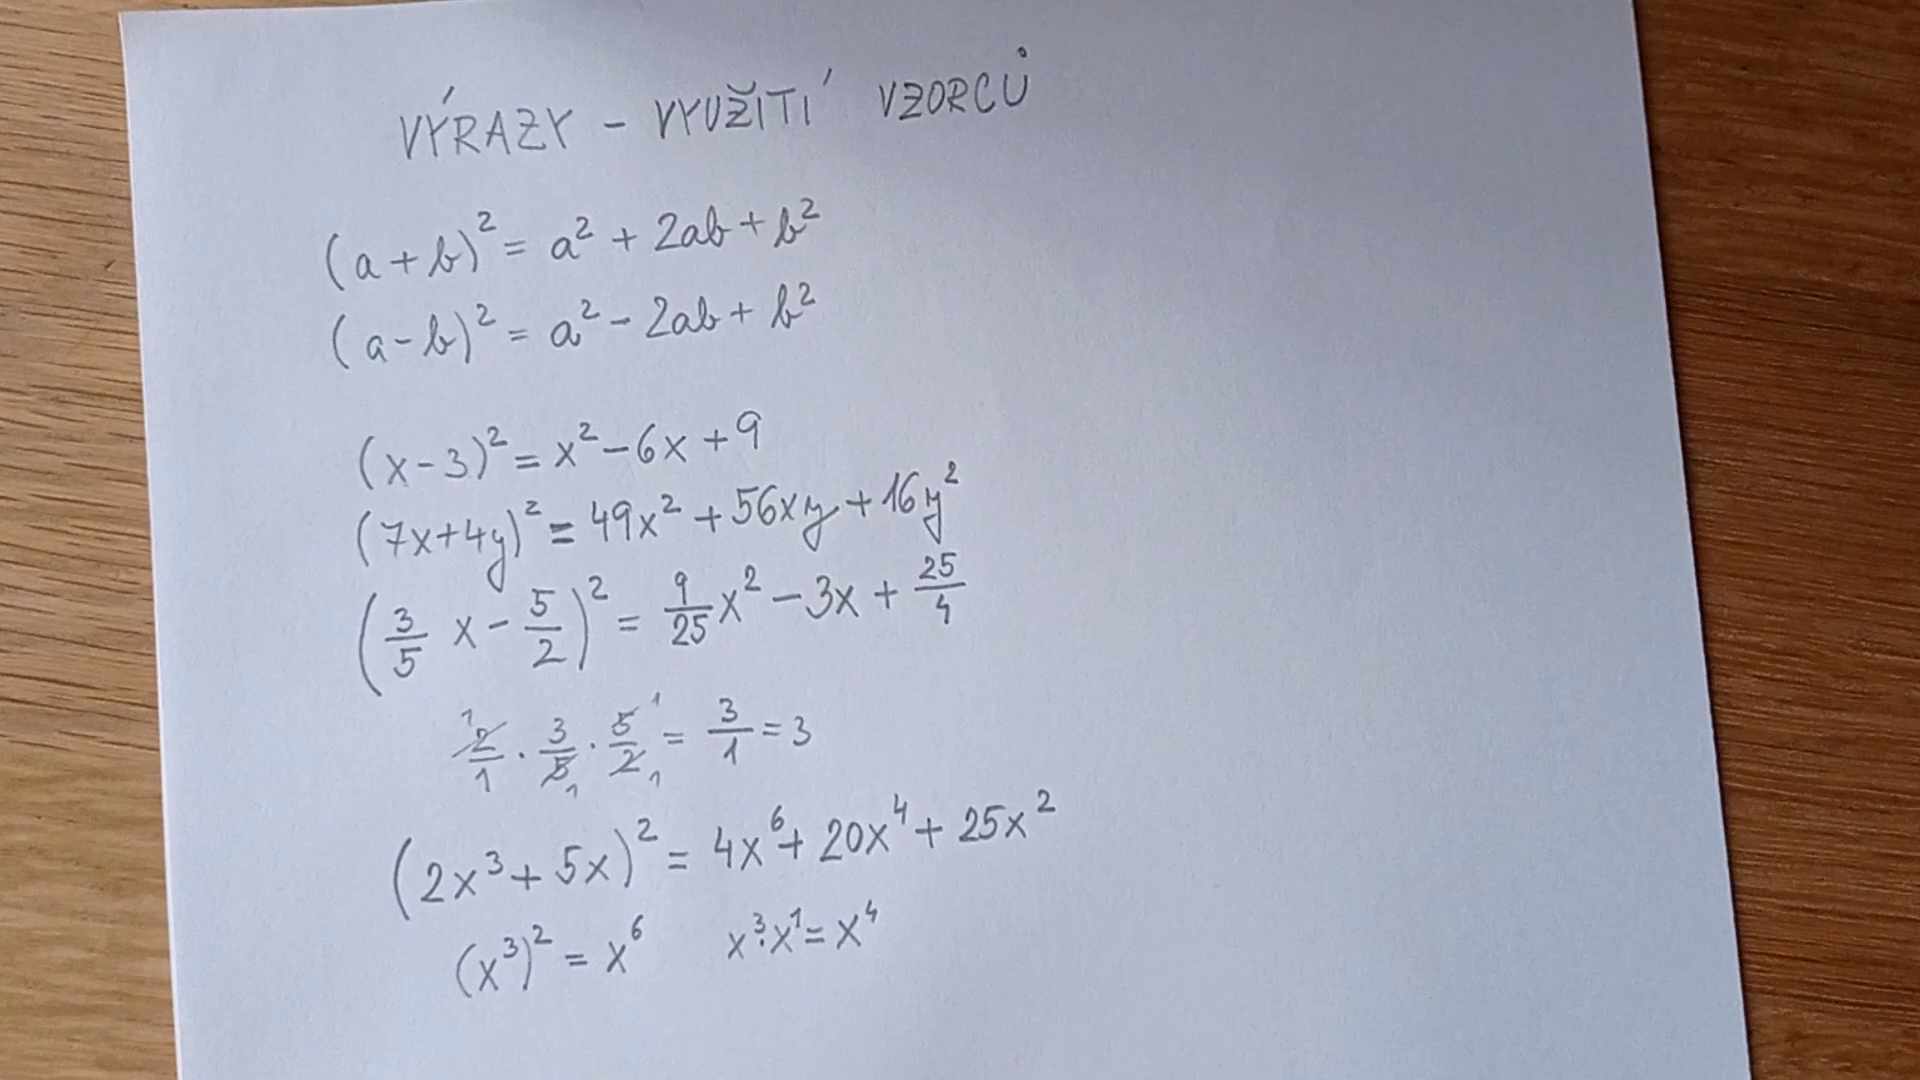 VÝRAZY - VYUŽITÍ VZORCŮ
(a+b)² = a² + 2ab + b²
(a-b)² = a² - 2ab + b²
(x-3)² = x² - 6x + 9
(7x+4y)² = 49x² + 56xy + 16y²
(3/5 x - 5/2)² = 9/25 x² - 3x + 25/4
2/1 · 3/5 · 5/2 = 3/1 = 3
(2x³ + 5x)² = 4x⁶ + 20x⁴ + 25x²
(x³)² = x⁶ x³·x¹ = x⁴